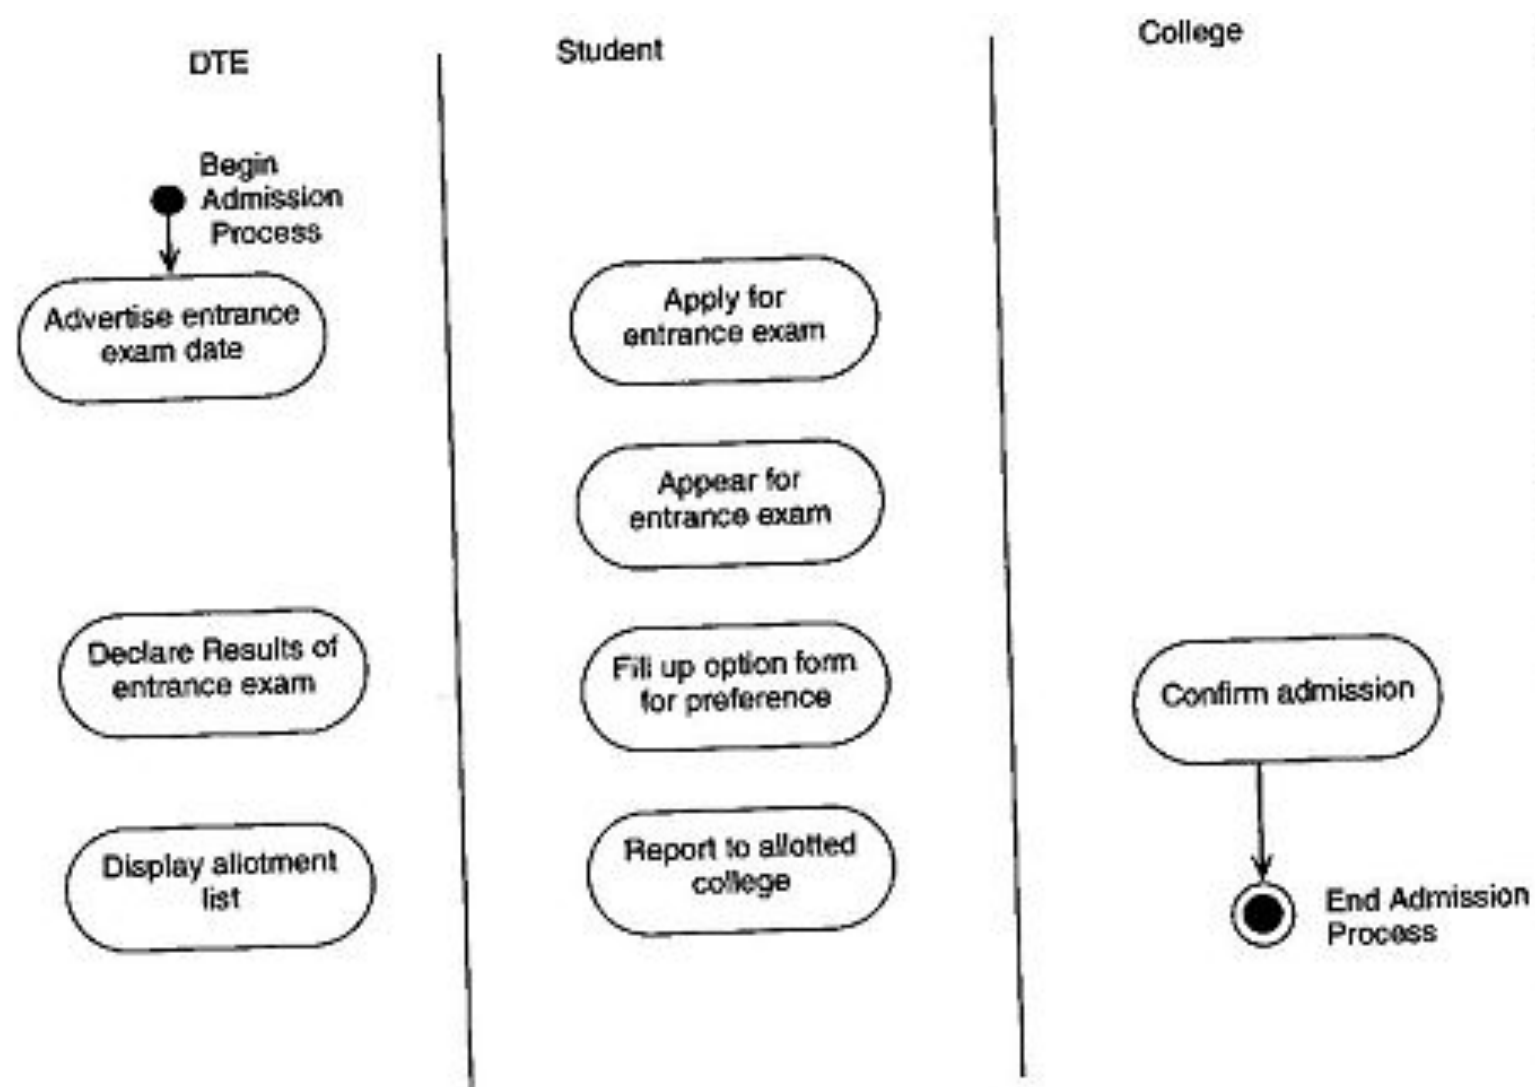 DTE
Student
College
Begin
Admission
Process
Advertise entrance
exam date
Apply for
entrance exam
Appear for
entrance exam
Declare Results of
entrance exam
Fill up option form
for preference
Confirm admission
Display allotment
list
Report to allotted
college
End Admission
Process